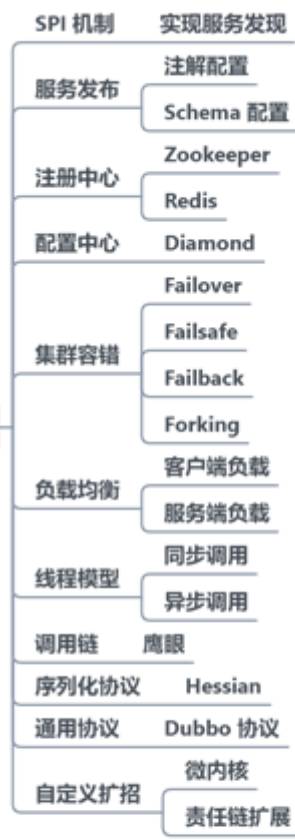 SPI 机制
实现服务发现
服务发布
注解配置
Schema 配置
注册中心
Zookeeper
Redis
配置中心
Diamond
集群容错
Failover
Failsafe
Failback
Forking
负载均衡
客户端负载
服务端负载
线程模型
同步调用
异步调用
调用链
鹰眼
序列化协议
Hessian
通用协议
Dubbo 协议
自定义扩招
微内核
责任链扩展